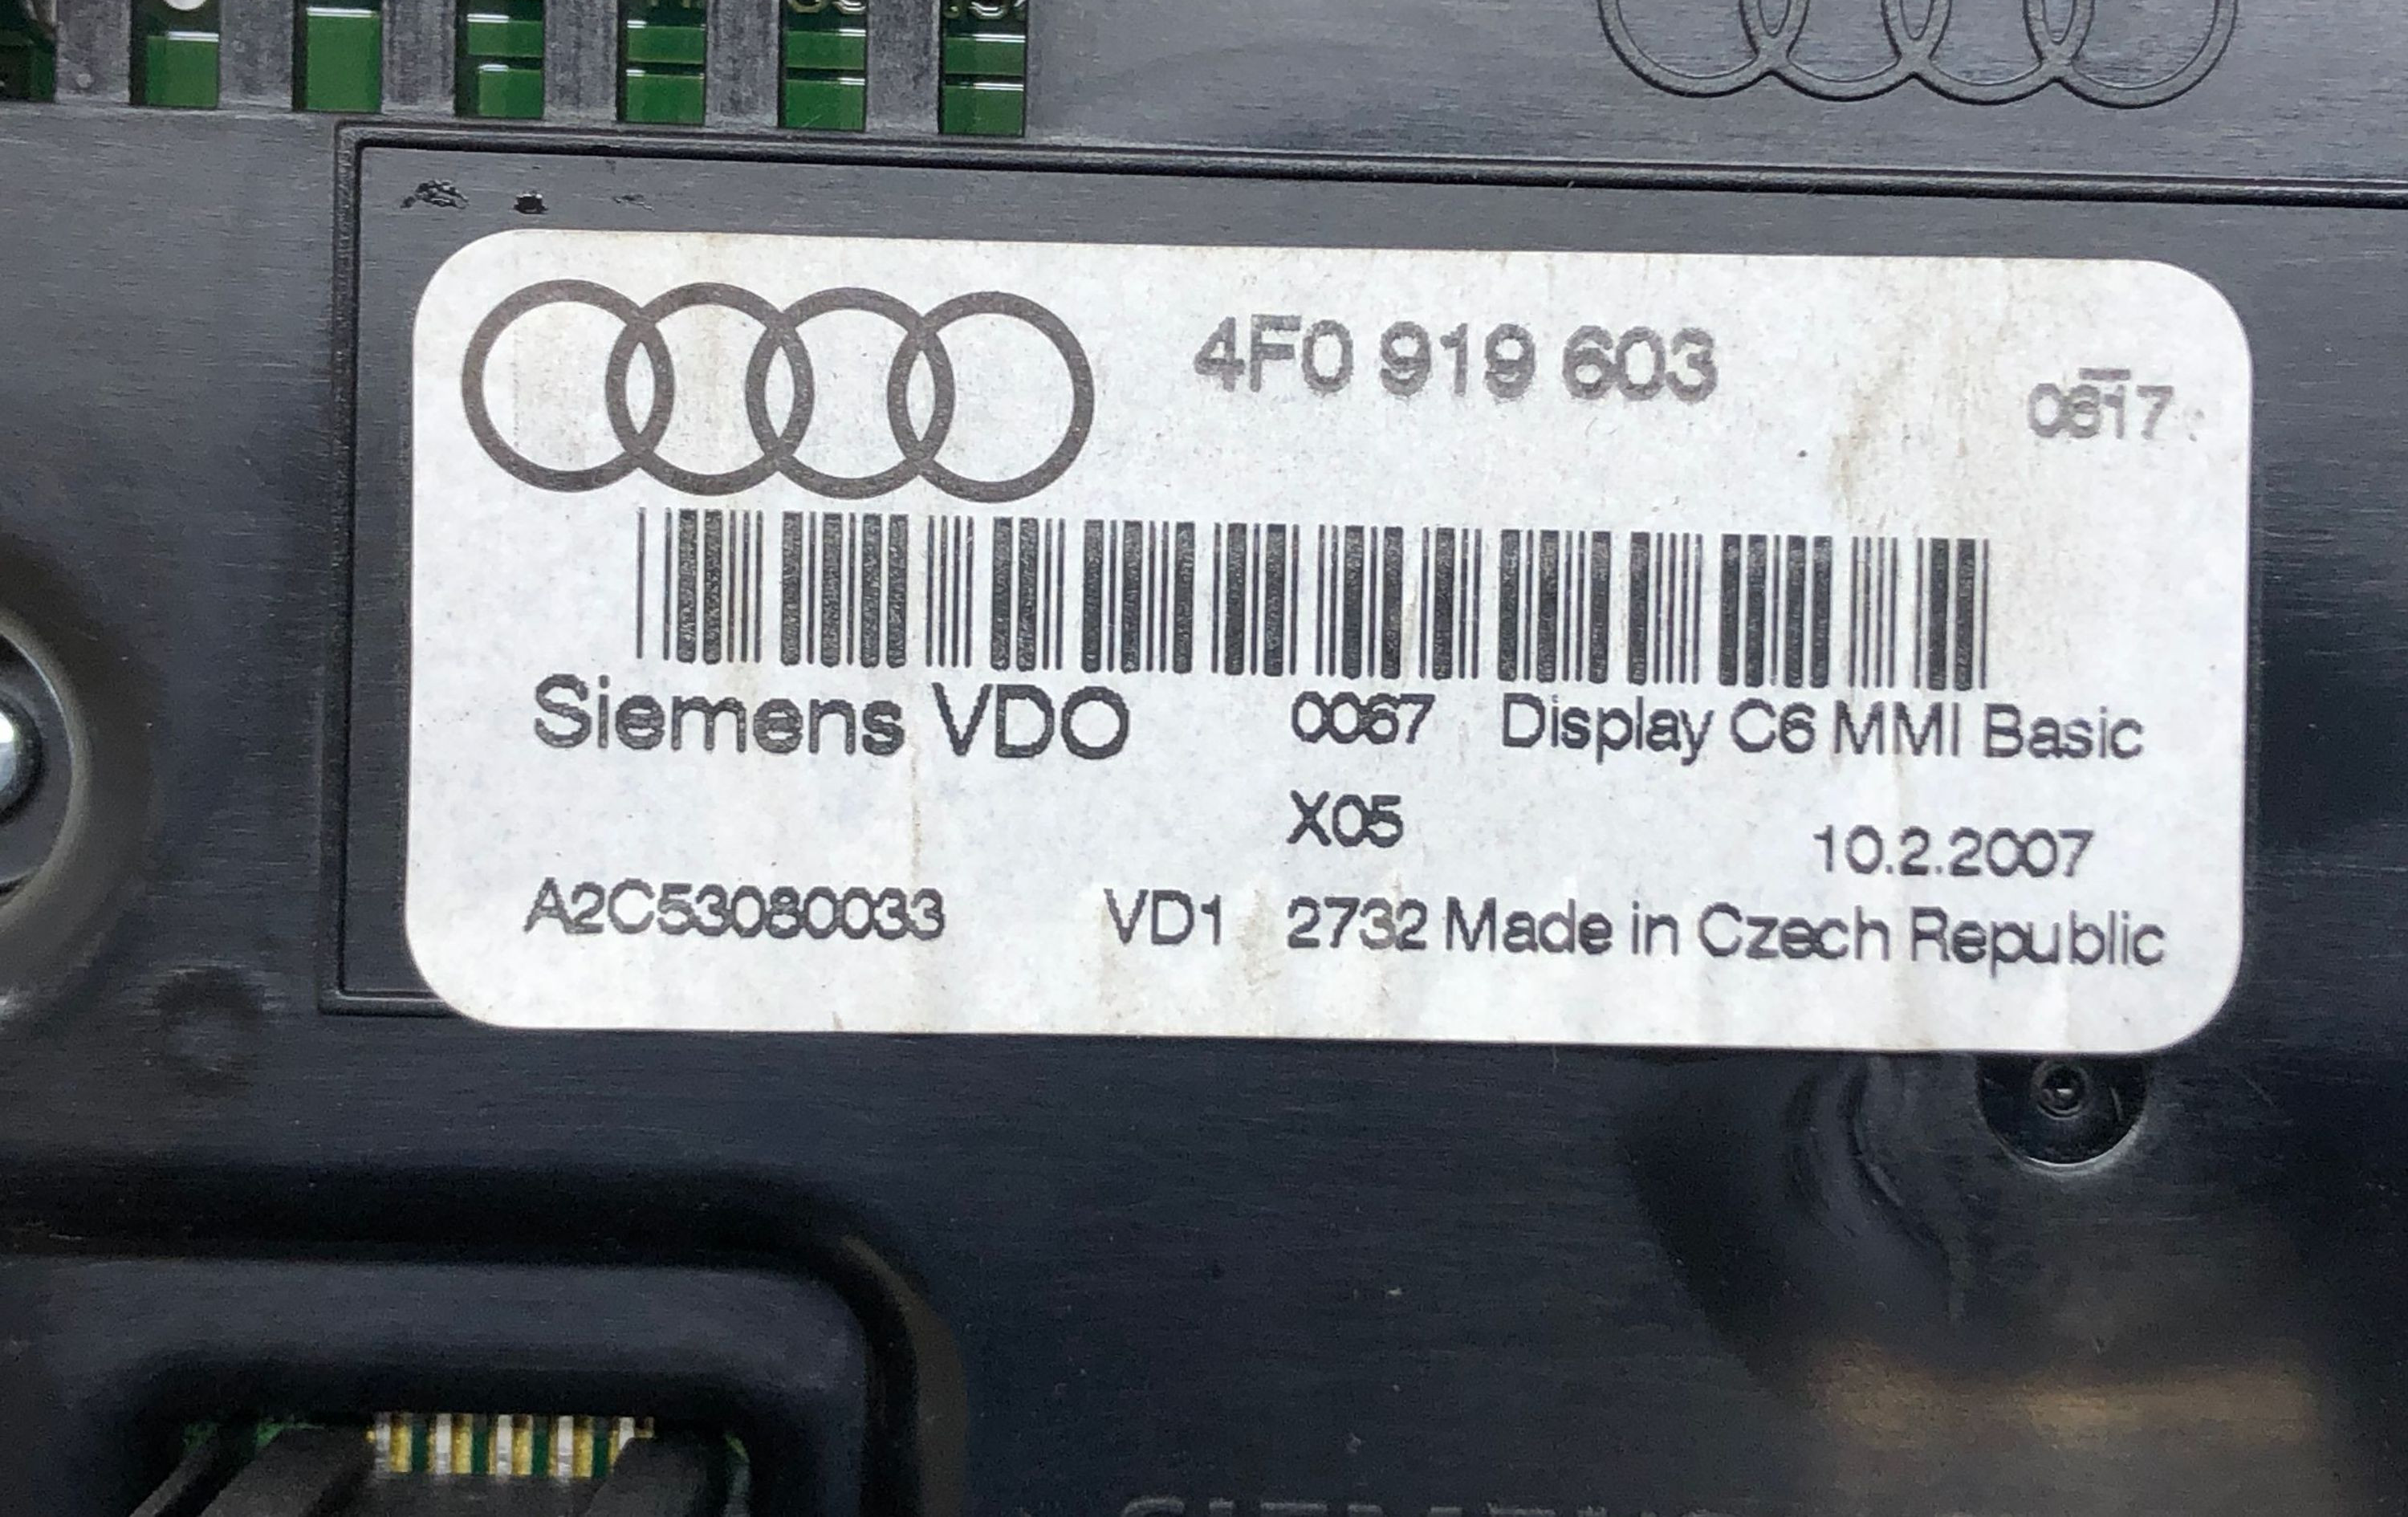 4F0 919 603
0617
Siemens VDO 0067 Display C6 MMI Basic
X05
10.2.2007
A2C53080033 VD1 2732 Made in Czech Republic